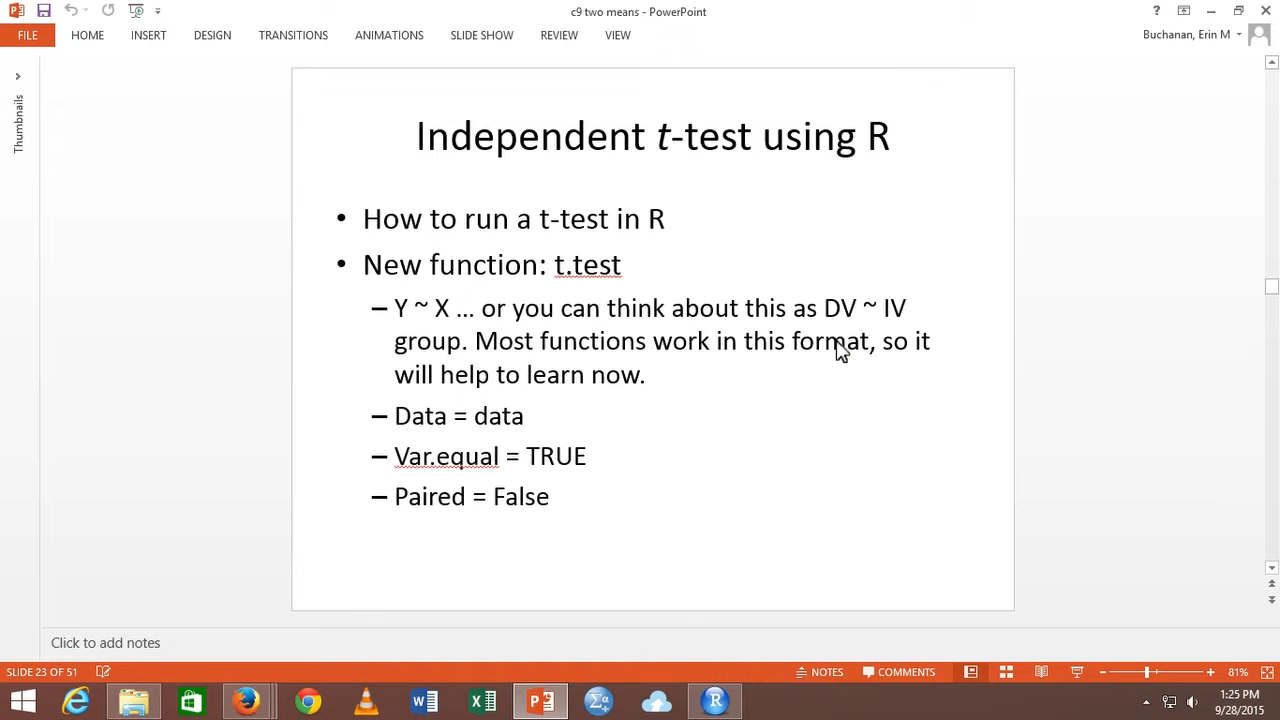 c9 two means - PowerPoint
?
FILE
HOME
INSERT
DESIGN
TRANSITIONS
ANIMATIONS
SLIDE SHOW
REVIEW
VIEW
Buchanan, Erin M
Thumbnails
Independent t-test using R
• How to run a t-test in R
• New function: t.test
– Y ~ X … or you can think about this as DV ~ IV
group. Most functions work in this format, so it
will help to learn now.
– Data = data
– Var.equal = TRUE
– Paired = False
Click to add notes
SLIDE 23 OF 51
NOTES
COMMENTS
81%
1:25 PM
9/28/2015